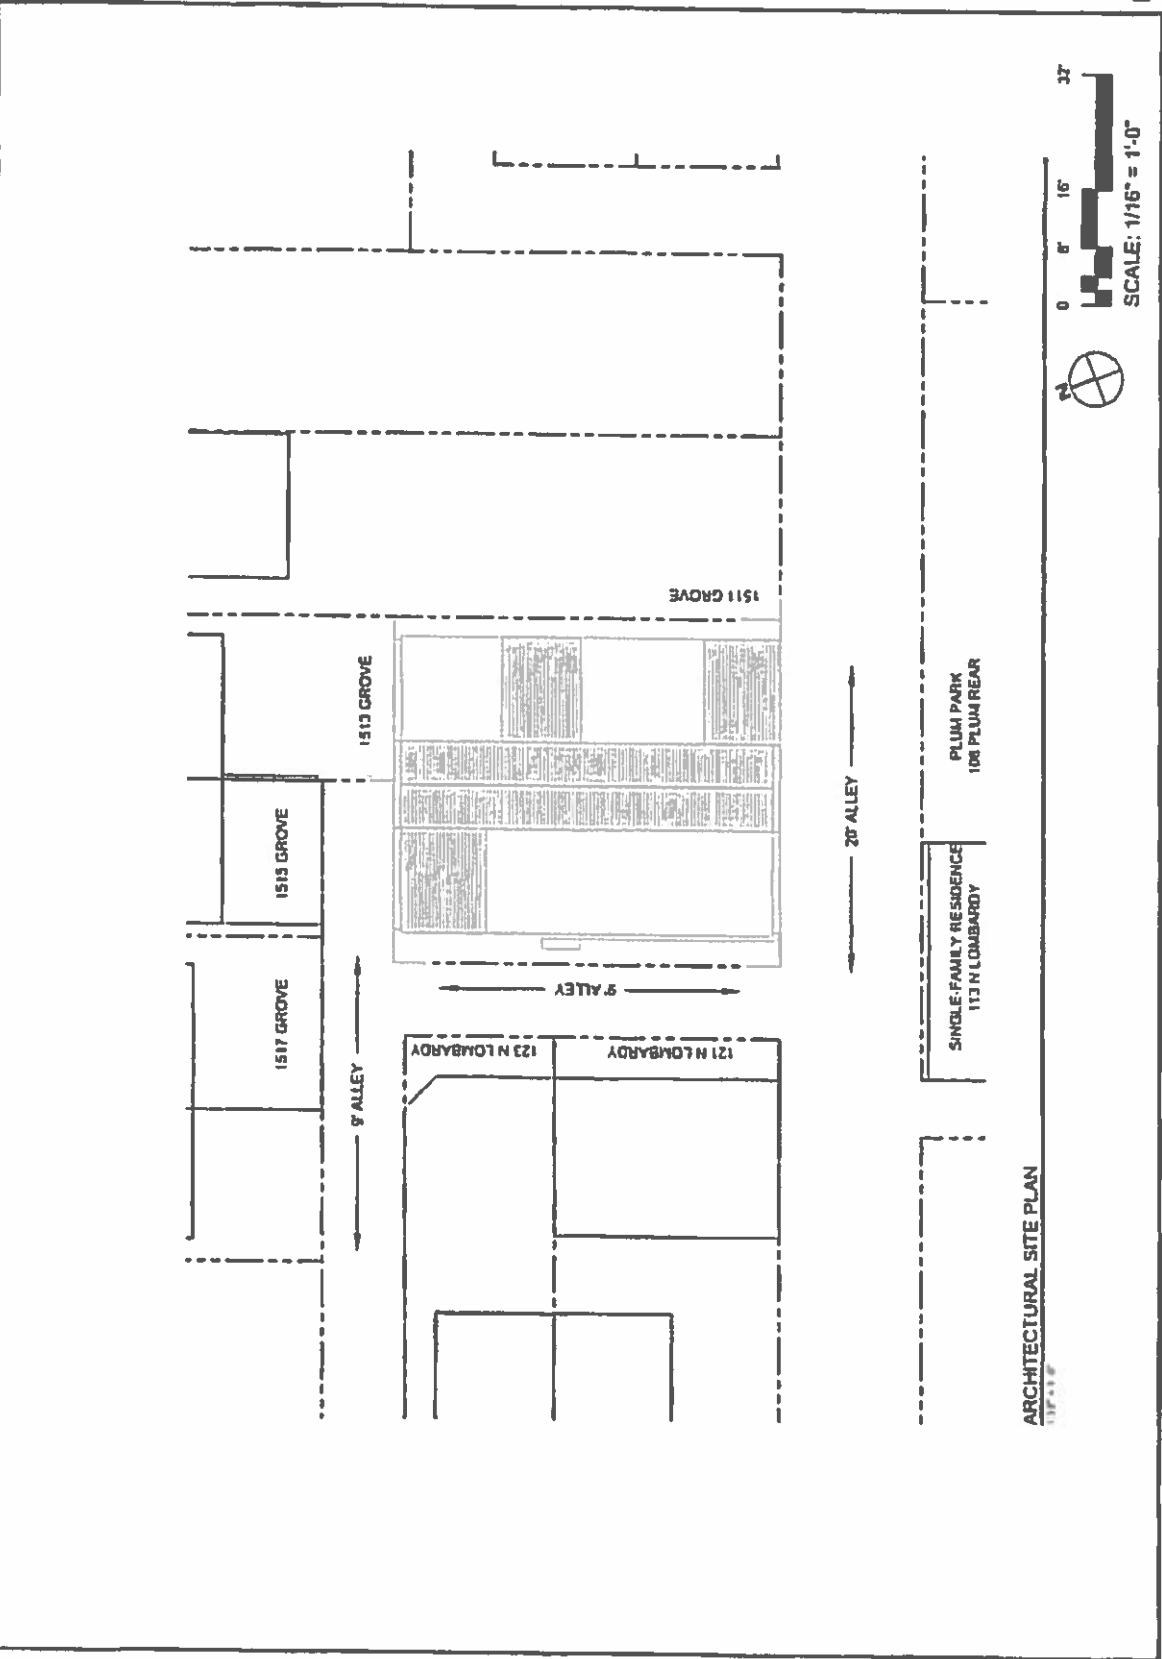 1517 GROVE
1515 GROVE
1513 GROVE
1511 GROVE
9' ALLEY
9' ALLEY
123 N LOMBARDY
121 N LOMBARDY
20' ALLEY
SINGLE-FAMILY RESIDENCE
113 N LOMBARDY
PLUM PARK
108 PLUM REAR
ARCHITECTURAL SITE PLAN
N
0 8' 16' 32'
SCALE: 1/16" = 1'-0"